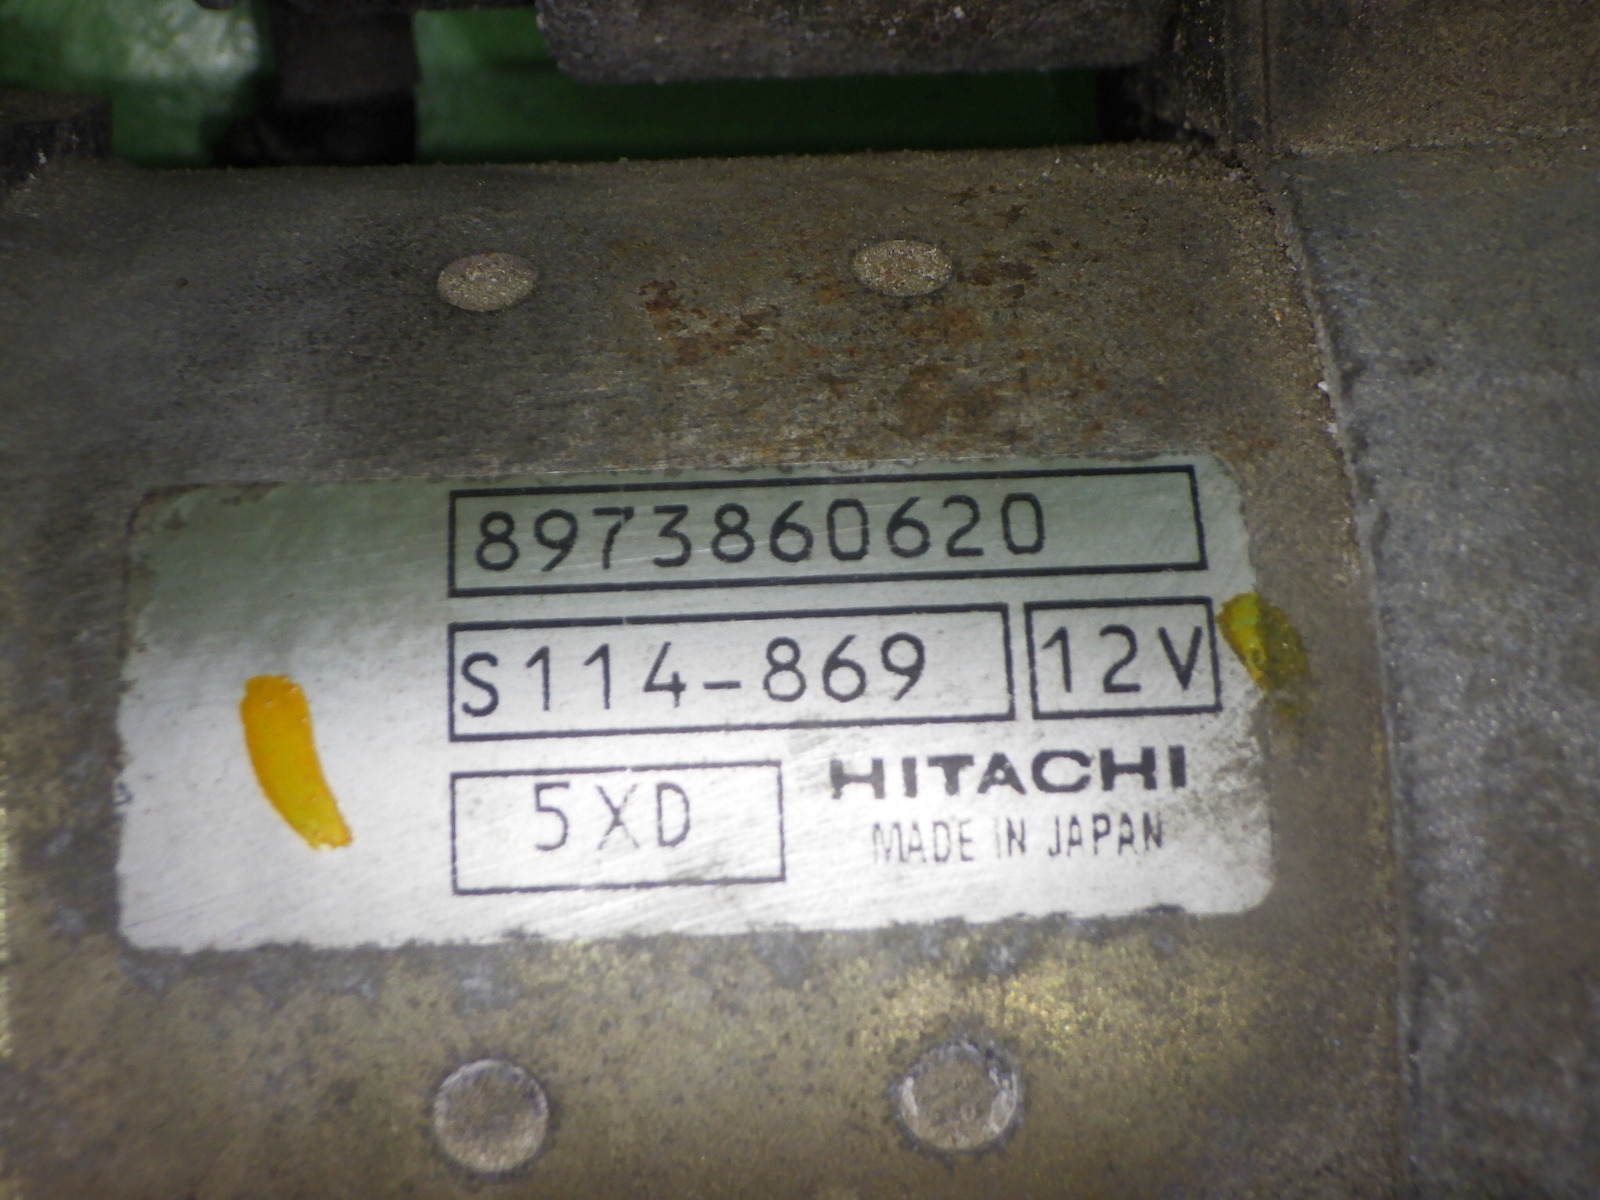 8973860620
S114-869 12V
5XD HITACHI
MADE IN JAPAN